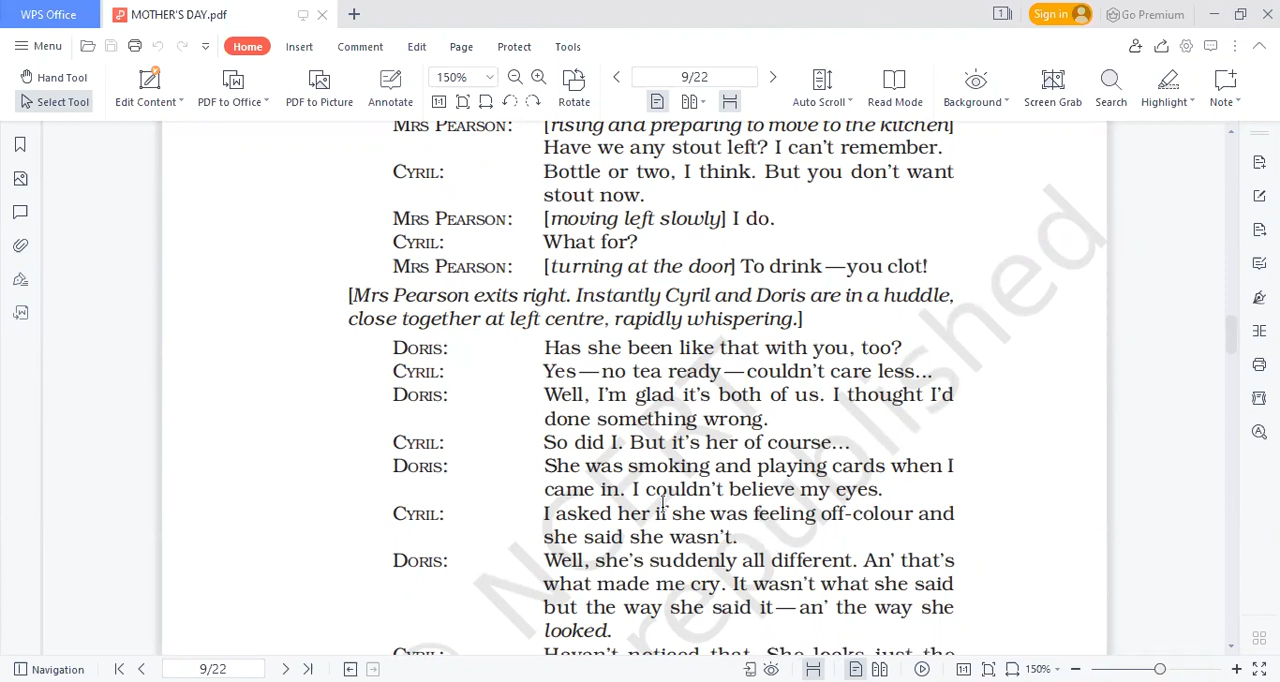 WPS Office
MOTHER'S DAY.pdf
Sign in
Go Premium
Menu
Home
Insert
Comment
Edit
Page
Protect
Tools
Hand Tool
Select Tool
Edit Content
PDF to Office
PDF to Picture
Annotate
150%
Rotate
9/22
Auto Scroll
Read Mode
Background
Screen Grab
Search
Highlight
Note
MRS PEARSON: [rising and preparing to move to the kitchen]
Have we any stout left? I can't remember.
CYRIL: Bottle or two, I think. But you don't want
stout now.
MRS PEARSON: [moving left slowly] I do.
CYRIL: What for?
MRS PEARSON: [turning at the door] To drink—you clot!
[Mrs Pearson exits right. Instantly Cyril and Doris are in a huddle,
close together at left centre, rapidly whispering.]
DORIS: Has she been like that with you, too?
CYRIL: Yes—no tea ready—couldn't care less...
DORIS: Well, I'm glad it's both of us. I thought I'd
done something wrong.
CYRIL: So did I. But it's her of course...
DORIS: She was smoking and playing cards when I
came in. I couldn't believe my eyes.
CYRIL: I asked her if she was feeling off-colour and
she said she wasn't.
DORIS: Well, she's suddenly all different. An' that's
what made me cry. It wasn't what she said
but the way she said it—an' the way she
looked.
CYRIL: Haven't noticed that. She looks just the
© NCERT
republished
Navigation
9/22
150%